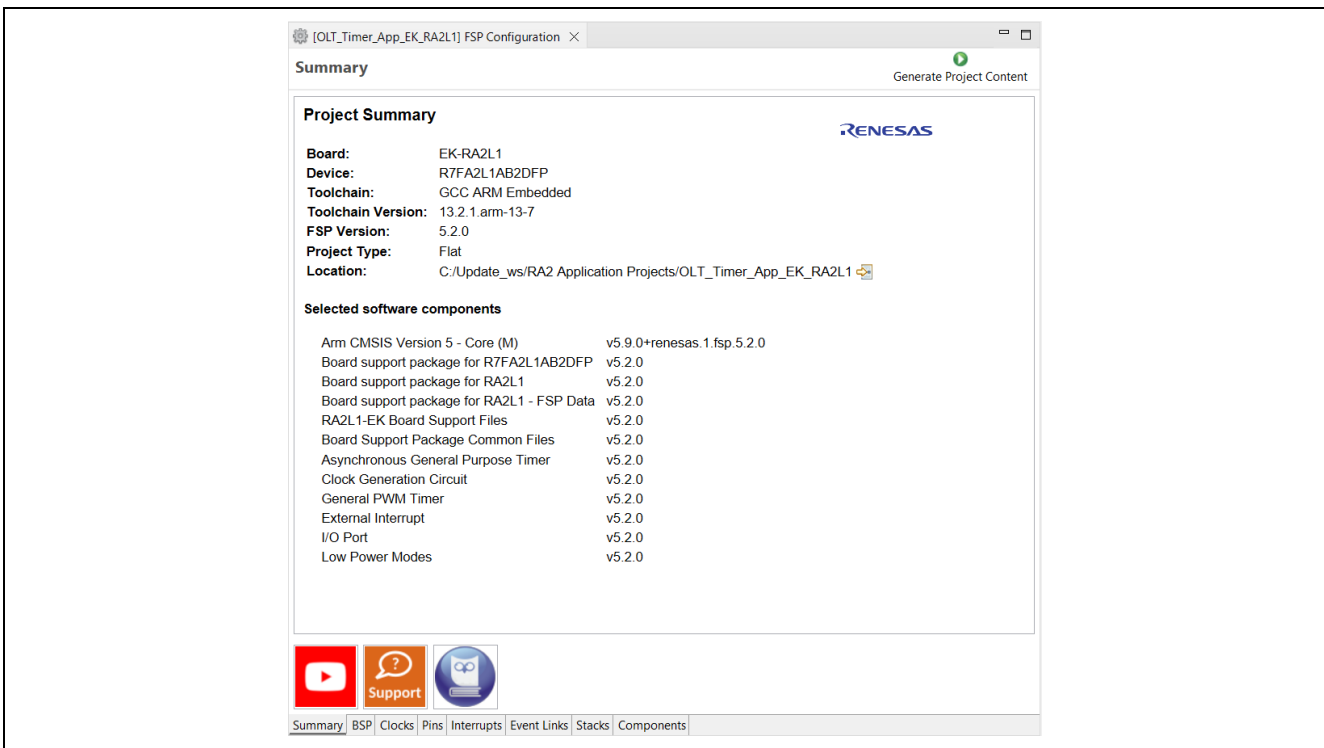 [OLT_Timer_App_EK_RA2L1] FSP Configuration
Summary
Generate Project Content
Project Summary
RENESAS
Board: EK-RA2L1
Device: R7FA2L1AB2DFP
Toolchain: GCC ARM Embedded
Toolchain Version: 13.2.1.arm-13-7
FSP Version: 5.2.0
Project Type: Flat
Location: C:/Update_ws/RA2 Application Projects/OLT_Timer_App_EK_RA2L1
Selected software components
Arm CMSIS Version 5 - Core (M) v5.9.0+renesas.1.fsp.5.2.0
Board support package for R7FA2L1AB2DFP v5.2.0
Board support package for RA2L1 v5.2.0
Board support package for RA2L1 - FSP Data v5.2.0
RA2L1-EK Board Support Files v5.2.0
Board Support Package Common Files v5.2.0
Asynchronous General Purpose Timer v5.2.0
Clock Generation Circuit v5.2.0
General PWM Timer v5.2.0
External Interrupt v5.2.0
I/O Port v5.2.0
Low Power Modes v5.2.0
?
Support
Summary BSP Clocks Pins Interrupts Event Links Stacks Components